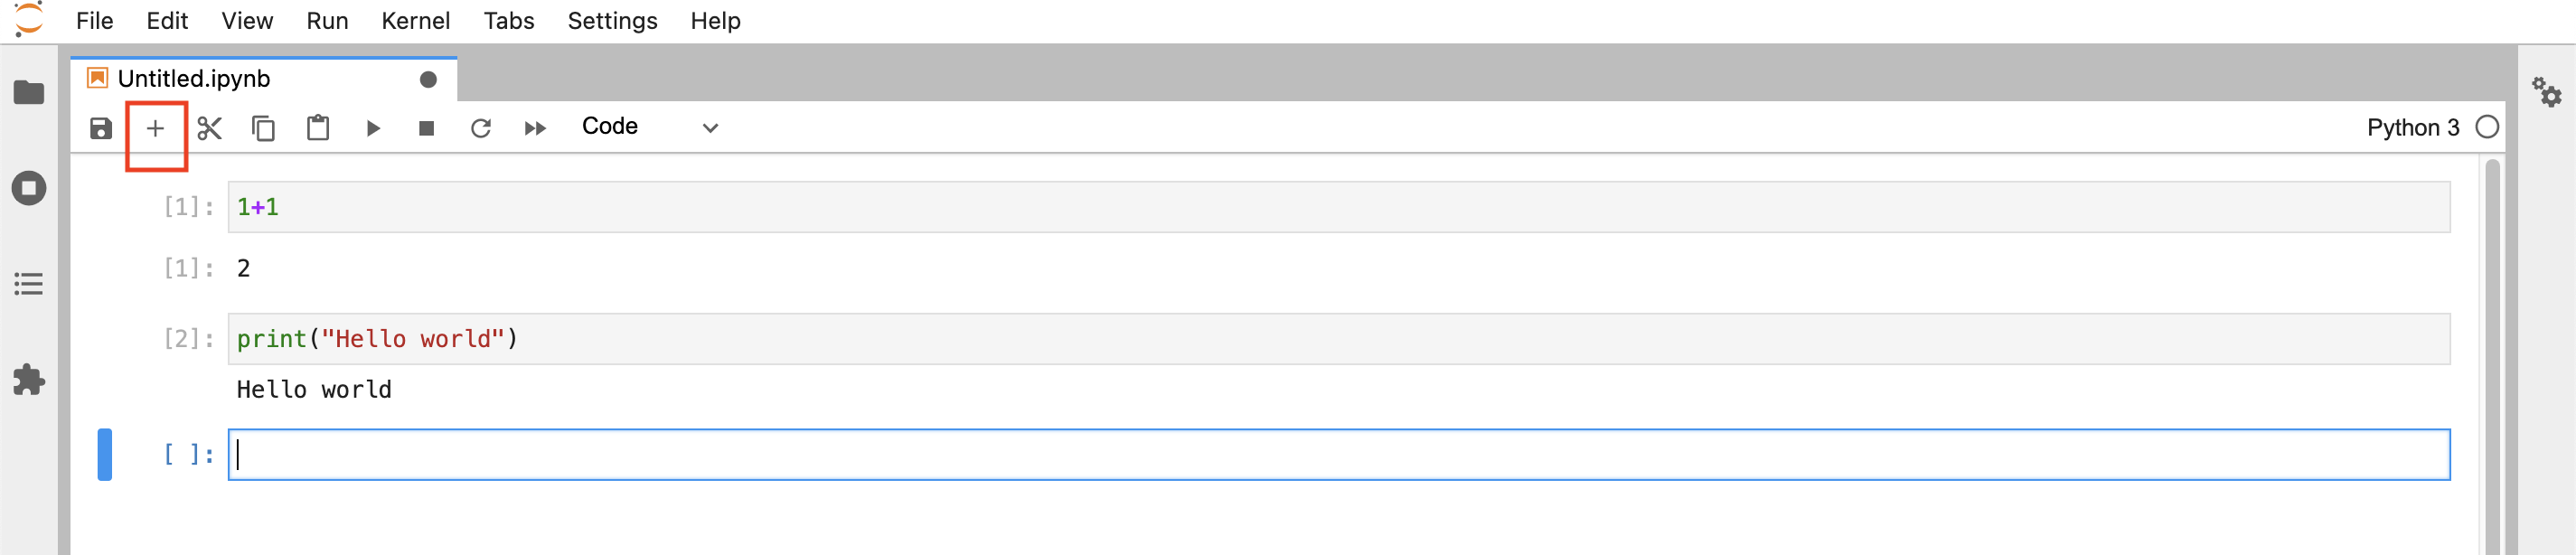 File Edit View Run Kernel Tabs Settings Help
Untitled.ipynb
Code
Python 3
[1]: 1+1
[1]: 2
[2]: print("Hello world")
Hello world
[ ]: